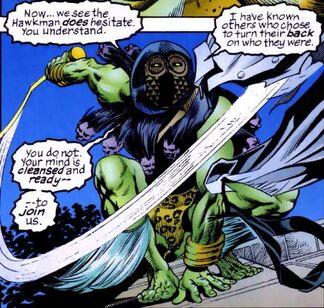 Now... we see the
Hawkman does hesitate.
You understand.
I have known
others who chose
to turn their back
on who they were.
You do not.
Your mind is
cleansed and
ready--
--to
join
us.